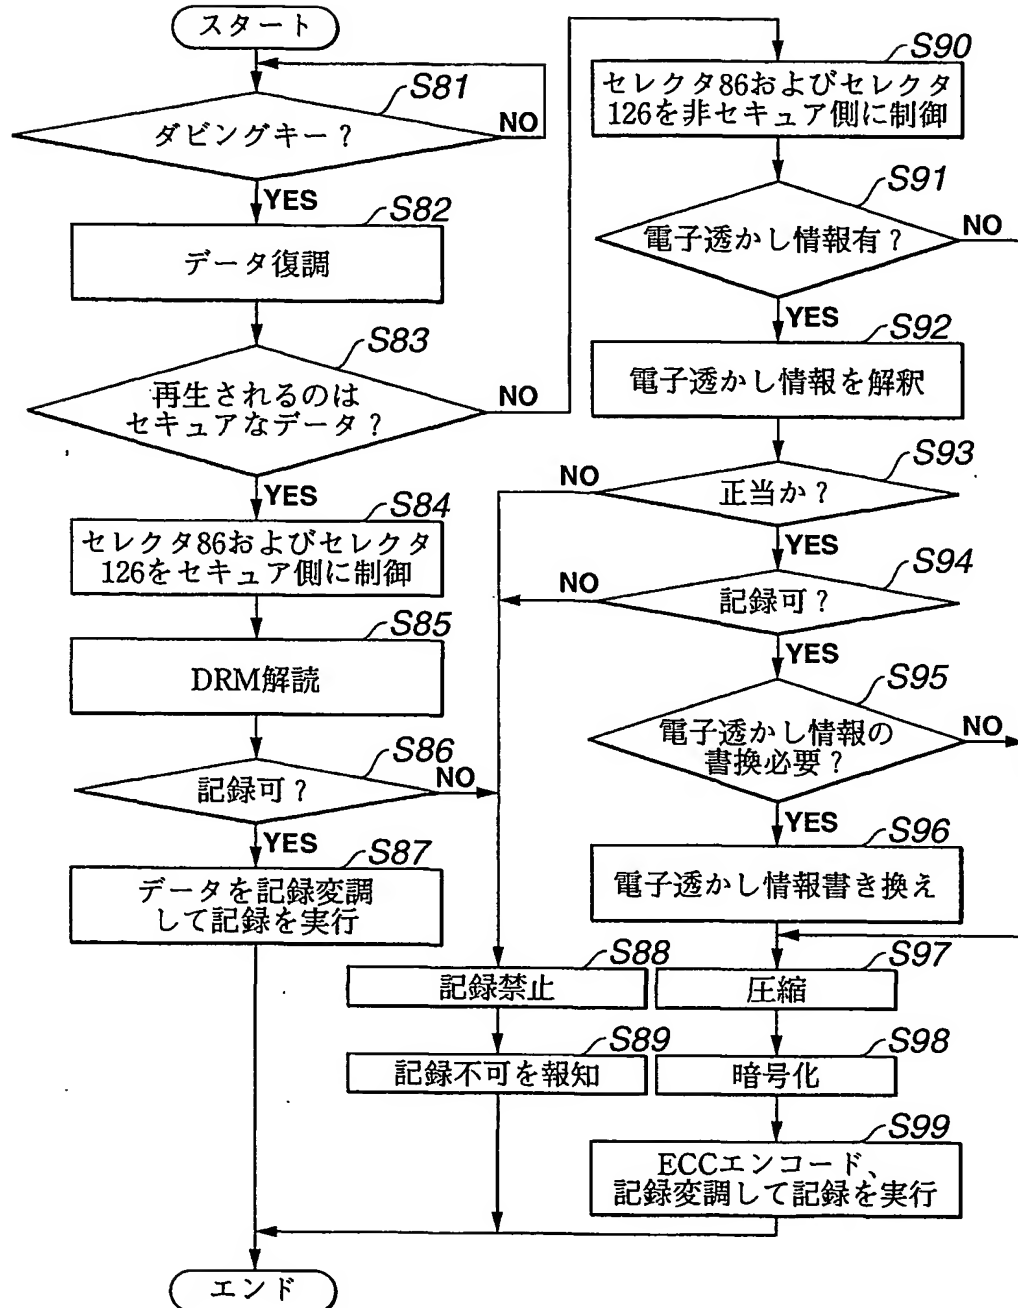 スタート
S81
ダビングキー?
NO
YES
S82
データ復調
S83
再生されるのは
セキュアなデータ?
NO
YES
S84
セレクタ86およびセレクタ
126をセキュア側に制御
S85
DRM解読
S86
記録可?
NO
YES
S87
データを記録変調
して記録を実行
S88
記録禁止
S89
記録不可を報知
S90
セレクタ86およびセレクタ
126を非セキュア側に制御
S91
電子透かし情報有?
NO
YES
S92
電子透かし情報を解釈
S93
正当か?
NO
YES
S94
記録可?
NO
YES
S95
電子透かし情報の
書換必要?
NO
YES
S96
電子透かし情報書き換え
S97
圧縮
S98
暗号化
S99
ECCエンコード、
記録変調して記録を実行
エンド